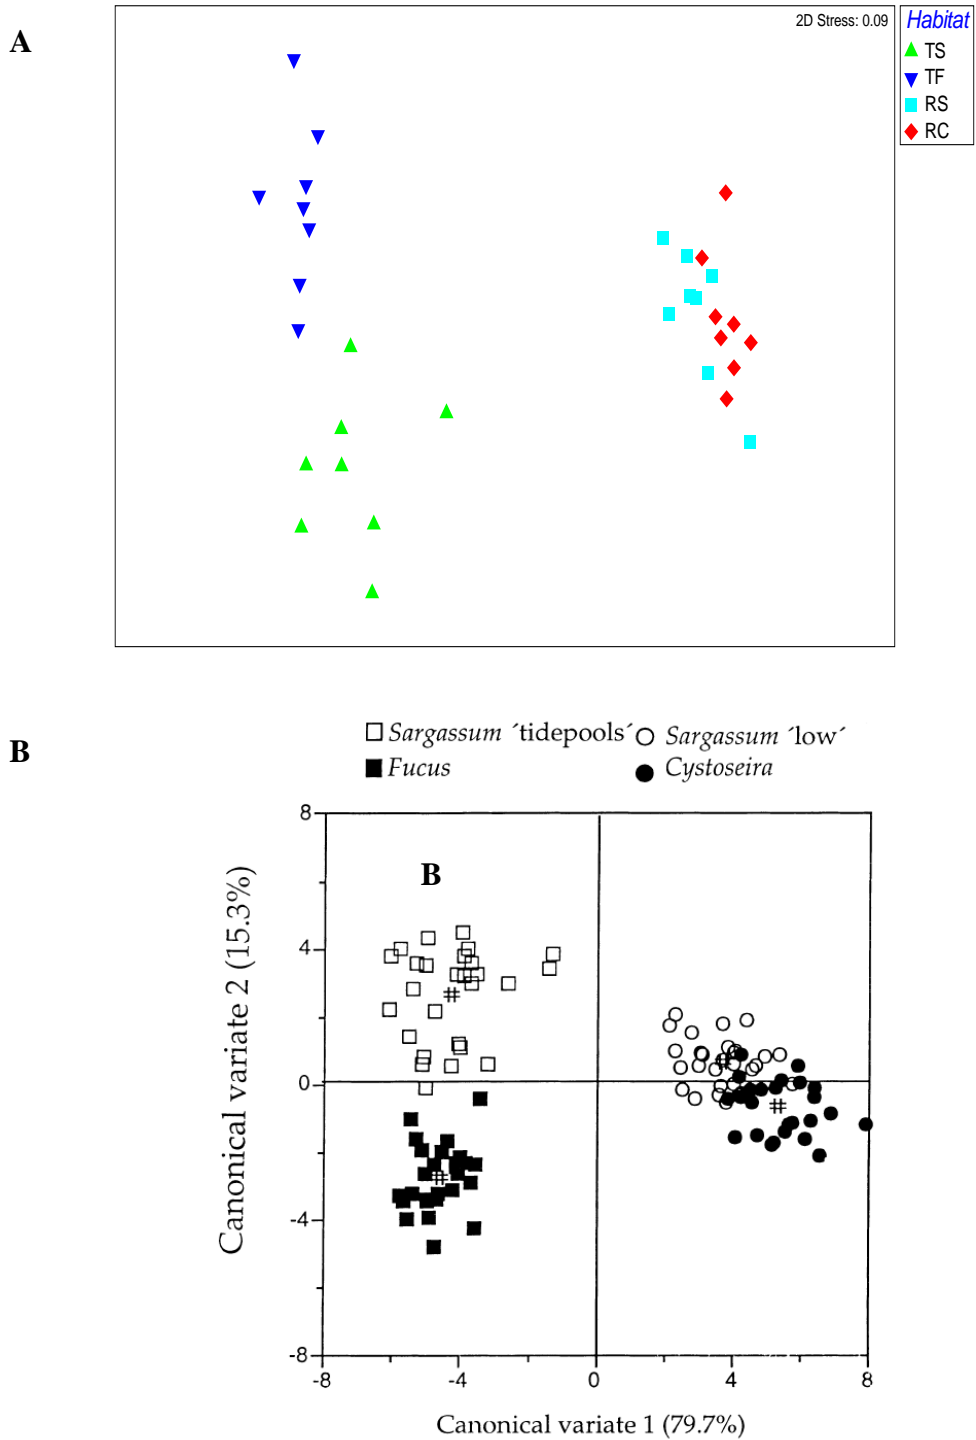 A
2D Stress: 0.09
Habitat
TS
TF
RS
RC
B
Sargassum ´tidepools´
Sargassum ´low´
Fucus
Cystoseira
B
8
4
0
-4
-8
Canonical variate 2 (15.3%)
-8
-4
0
4
8
Canonical variate 1 (79.7%)